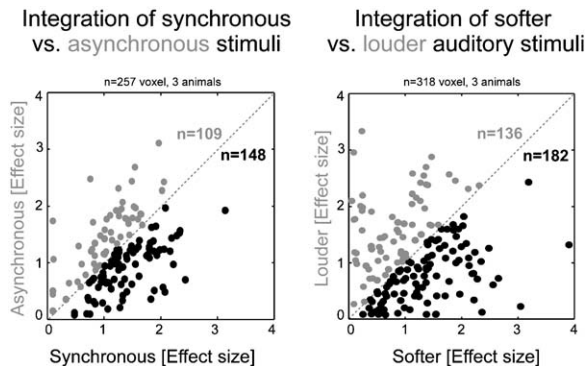 Integration of synchronous
vs. asynchronous stimuli
n=257 voxel, 3 animals
Asynchronous [Effect size]
4
3
2
1
0
n=109
n=148
0 1 2 3 4
Synchronous [Effect size]
Integration of softer
vs. louder auditory stimuli
n=318 voxel, 3 animals
Louder [Effect size]
4
3
2
1
0
n=136
n=182
0 1 2 3 4
Softer [Effect size]